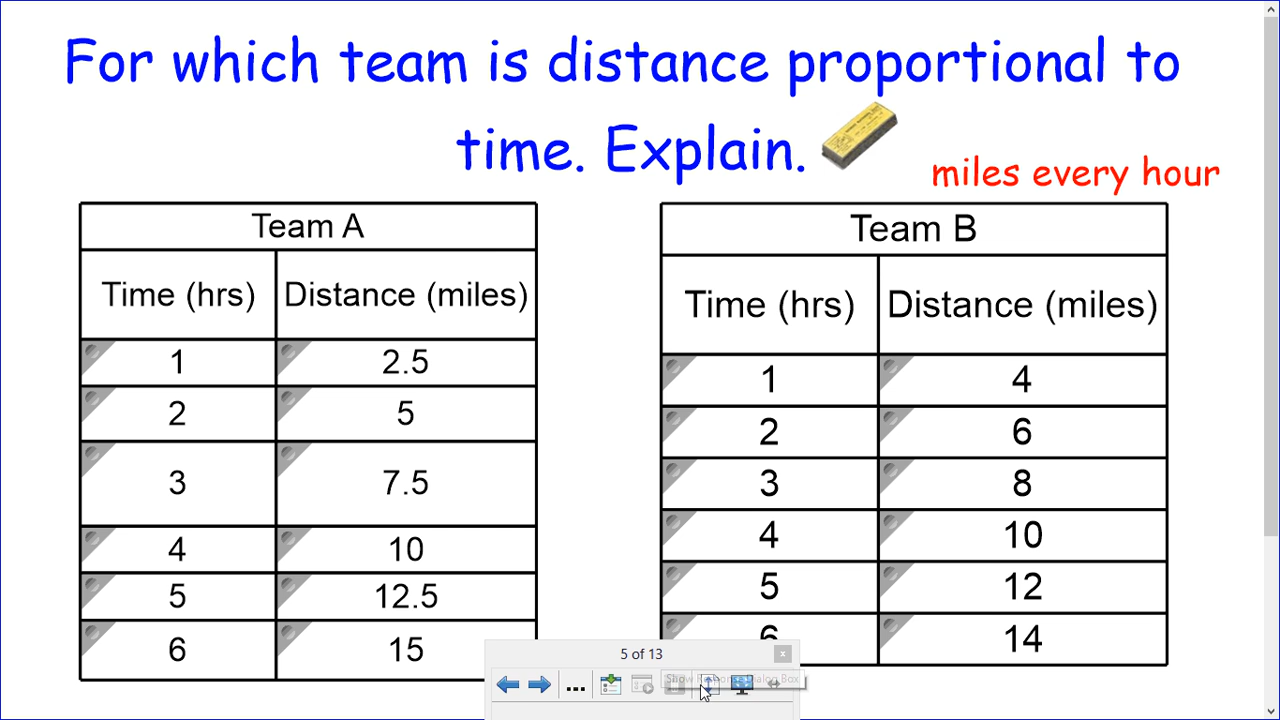 For which team is distance proportional to
time. Explain.
miles every hour
Team A
Time (hrs) Distance (miles)
1 2.5
2 5
3 7.5
4 10
5 12.5
6 15
Team B
Time (hrs) Distance (miles)
1 4
2 6
3 8
4 10
5 12
6 14
5 of 13